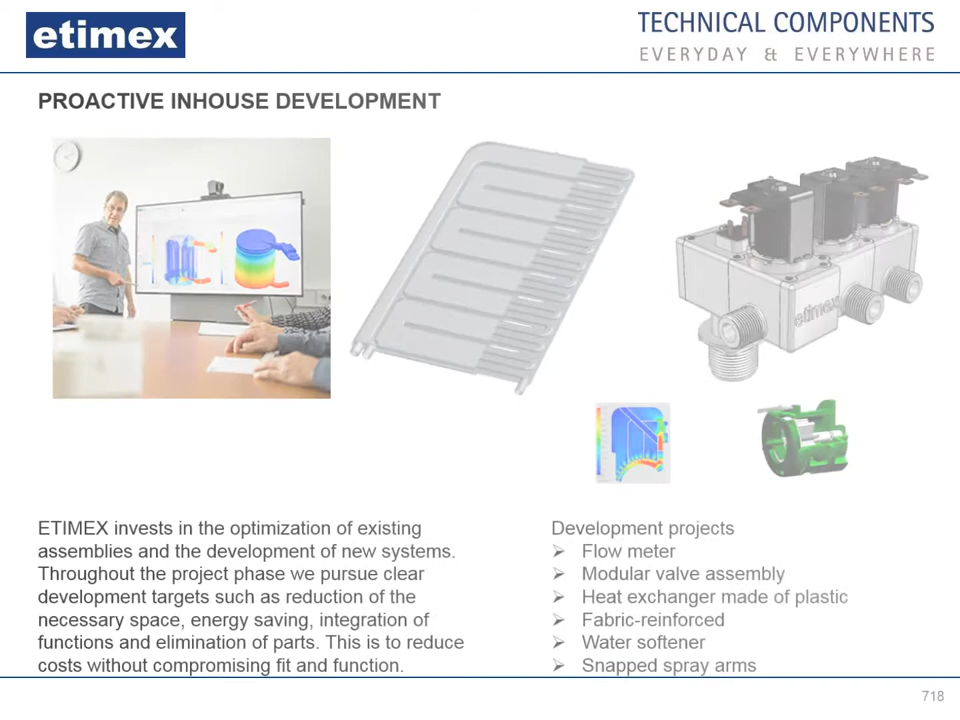 etimex
TECHNICAL COMPONENTS
EVERYDAY & EVERYWHERE
PROACTIVE INHOUSE DEVELOPMENT
etimex
ETIMEX invests in the optimization of existing
assemblies and the development of new systems.
Throughout the project phase we pursue clear
development targets such as reduction of the
necessary space, energy saving, integration of
functions and elimination of parts. This is to reduce
costs without compromising fit and function.
Development projects
➢ Flow meter
➢ Modular valve assembly
➢ Heat exchanger made of plastic
➢ Fabric-reinforced
➢ Water softener
➢ Snapped spray arms
718